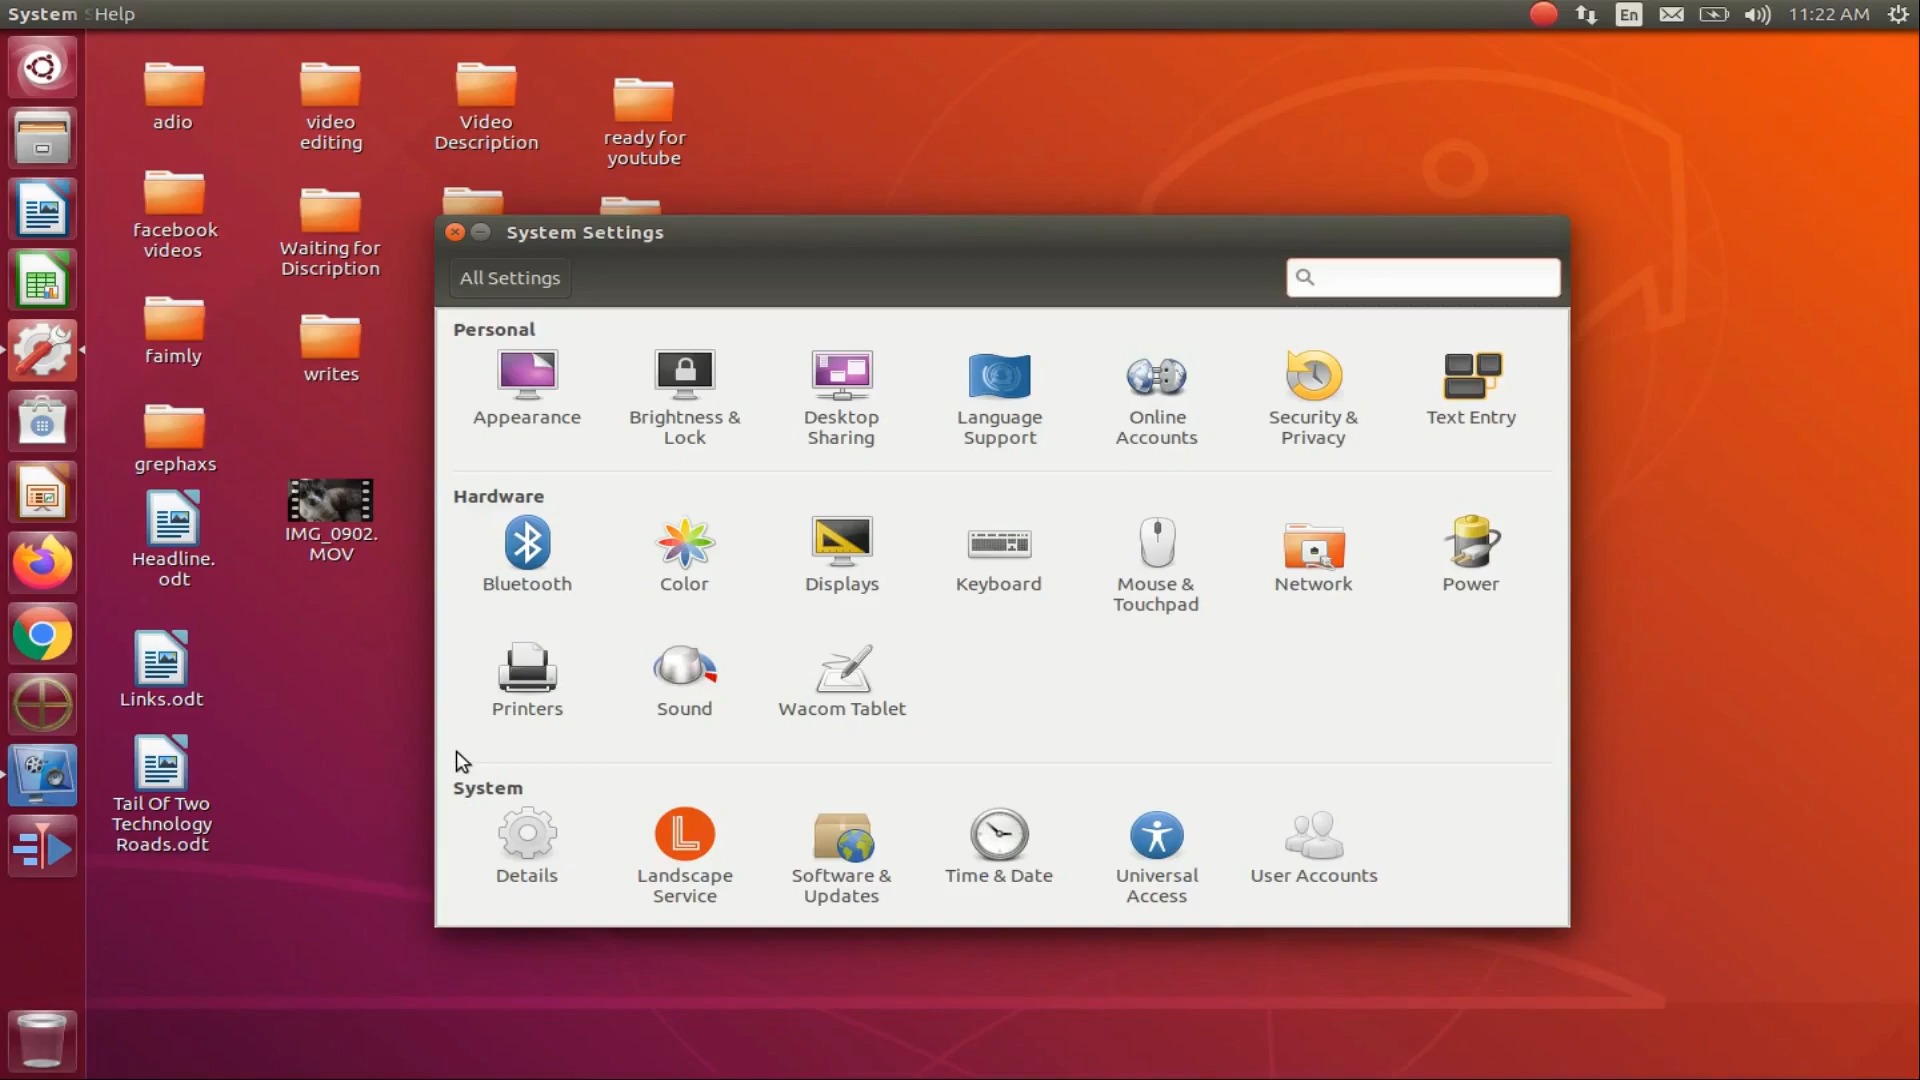 System Help
En
11:22 AM
adio
video
editing
Video
Description
ready for
youtube
facebook
videos
Waiting for
Discription
faimly
writes
grephaxs
Headline.
odt
IMG_0902.
MOV
Links.odt
Tail Of Two
Technology
Roads.odt
System Settings
All Settings
Personal
Appearance
Brightness &
Lock
Desktop
Sharing
Language
Support
Online
Accounts
Security &
Privacy
Text Entry
Hardware
Bluetooth
Color
Displays
Keyboard
Mouse &
Touchpad
Network
Power
Printers
Sound
Wacom Tablet
System
Details
Landscape
Service
Software &
Updates
Time & Date
Universal
Access
User Accounts